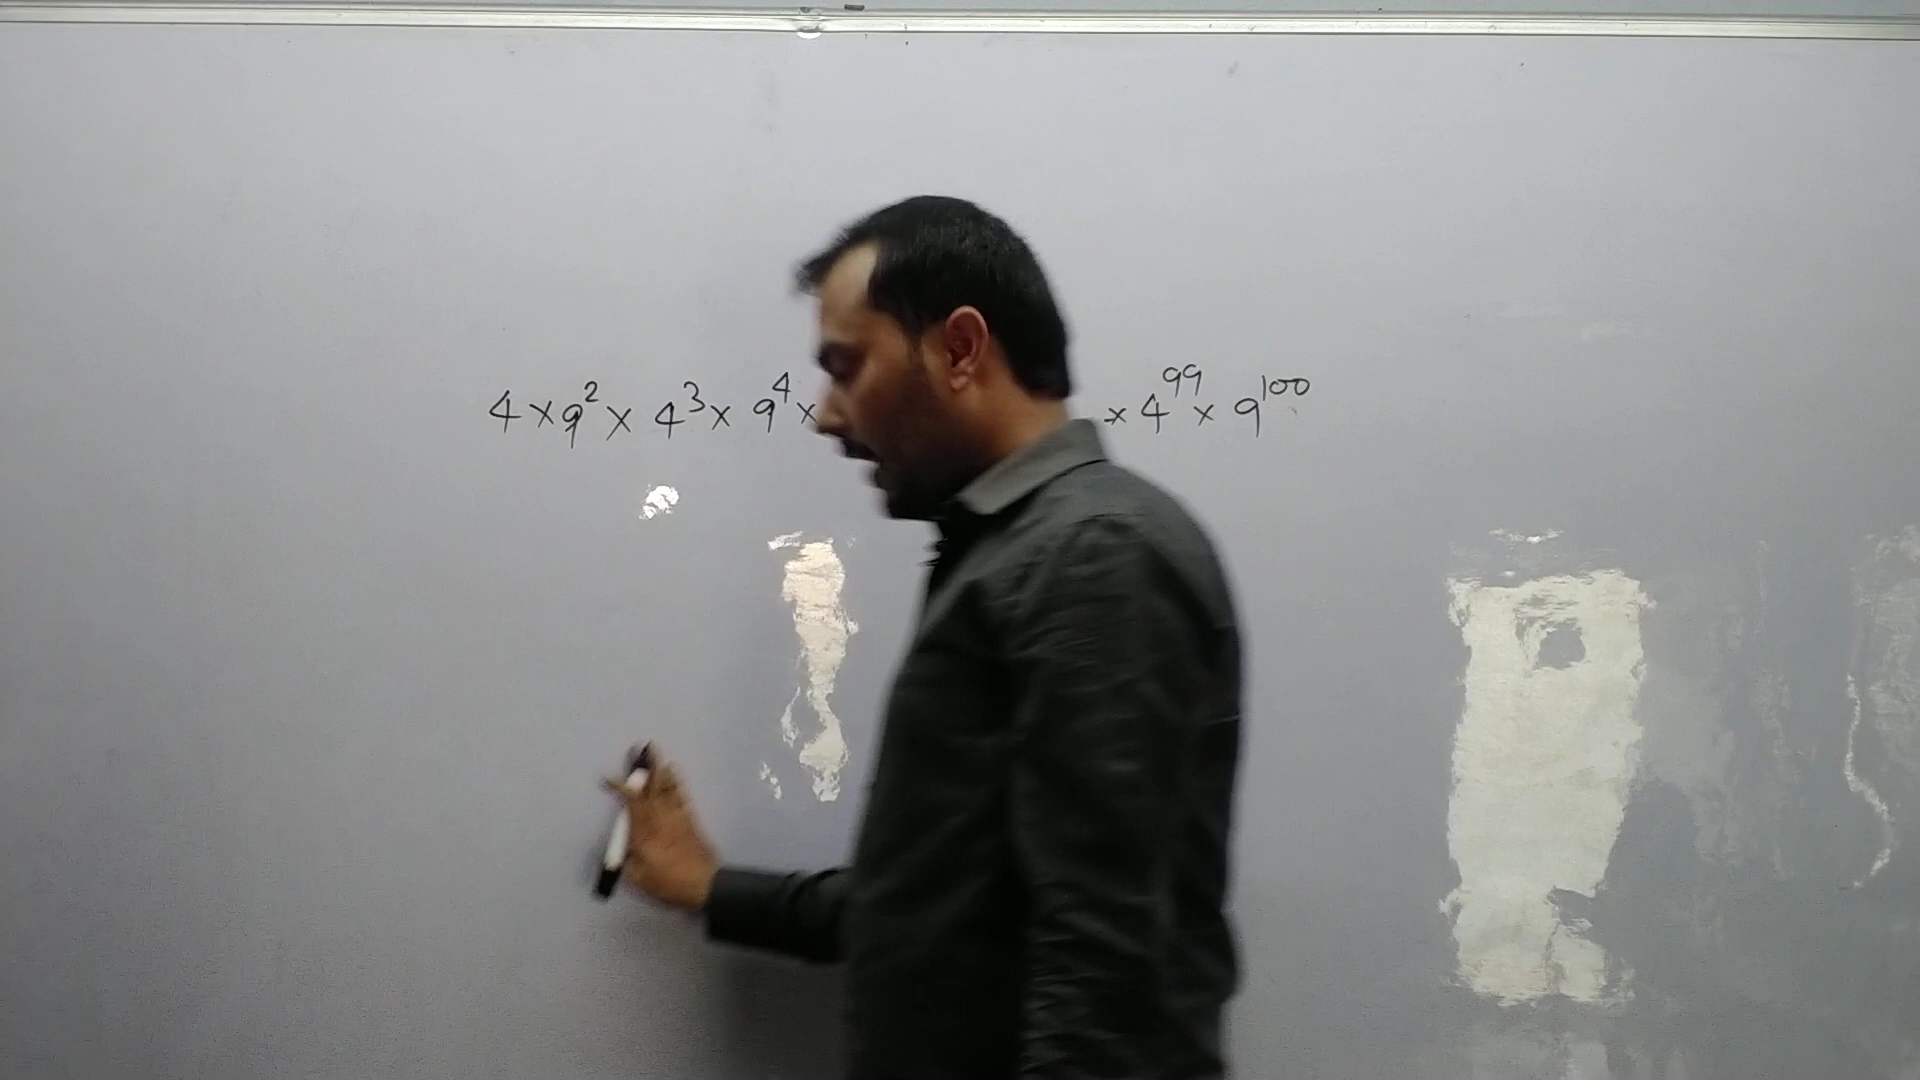 4 × 9² × 4³ × 9⁴ × × 4⁹⁹ × 9¹⁰⁰